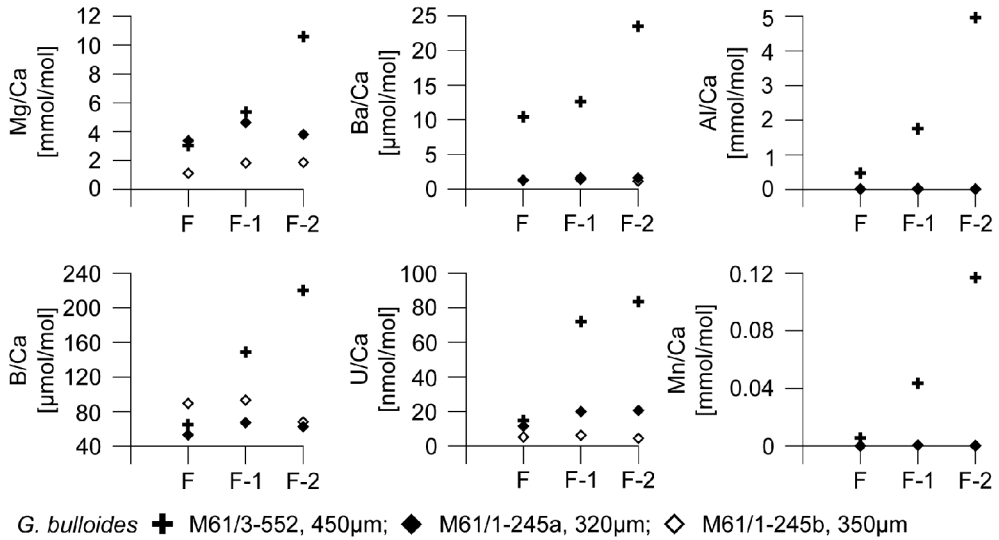 Mg/Ca
[mmol/mol]
12
10
8
6
4
2
0
F F-1 F-2
Ba/Ca
[µmol/mol]
25
20
15
10
5
0
F F-1 F-2
Al/Ca
[mmol/mol]
5
4
3
2
1
0
F F-1 F-2
B/Ca
[µmol/mol]
240
200
160
120
80
40
F F-1 F-2
U/Ca
[nmol/mol]
100
80
60
40
20
0
F F-1 F-2
Mn/Ca
[mmol/mol]
0.12
0.08
0.04
0
F F-1 F-2
G. bulloides M61/3-552, 450µm; M61/1-245a, 320µm; M61/1-245b, 350µm